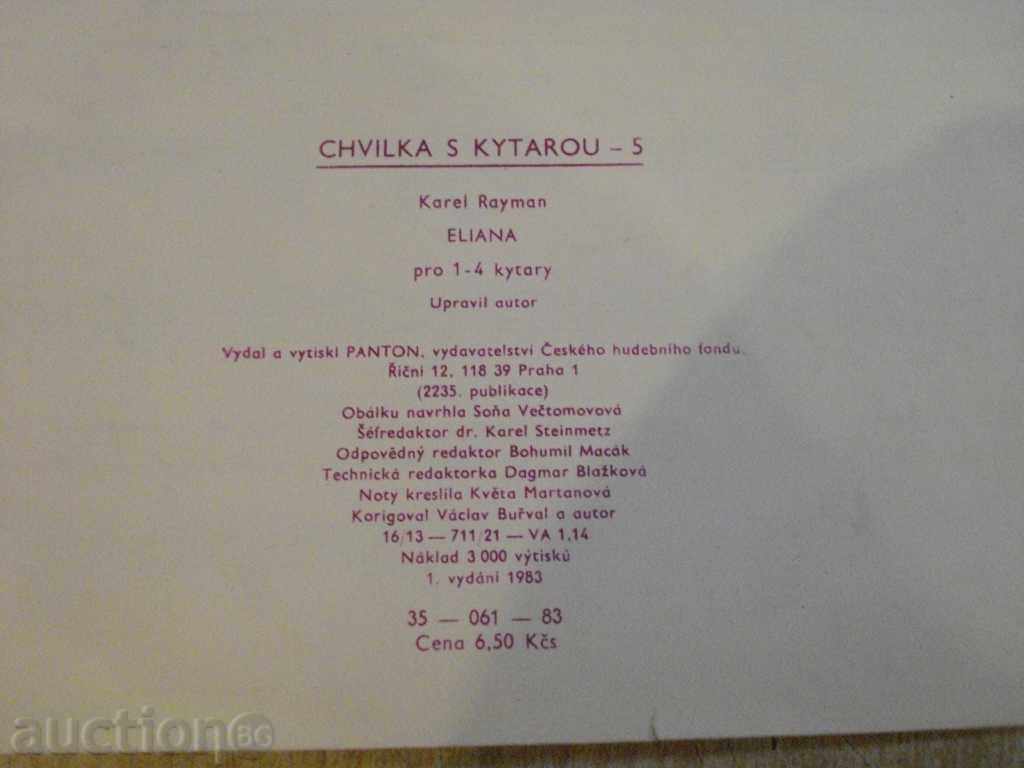 CHVILKA S KYTAROU – 5
Karel Rayman
ELIANA
pro 1-4 kytary
Upravil autor
Vydal a vytiskl PANTON, vydavatelství Českého hudebního fondu,
Říční 12, 118 39 Praha 1
(2235. publikace)
Obálku navrhla Soňa Večtomovová
Šéfredaktor dr. Karel Steinmetz
Odpovědný redaktor Bohumil Macák
Technická redaktorka Dagmar Blažková
Noty kreslila Květa Martanová
Korigoval Václav Buřval a autor
16/13 — 711/21 — VA 1,14
Náklad 3 000 výtisků
1. vydání 1983
35 — 061 — 83
Cena 6,50 Kčs
auction BG